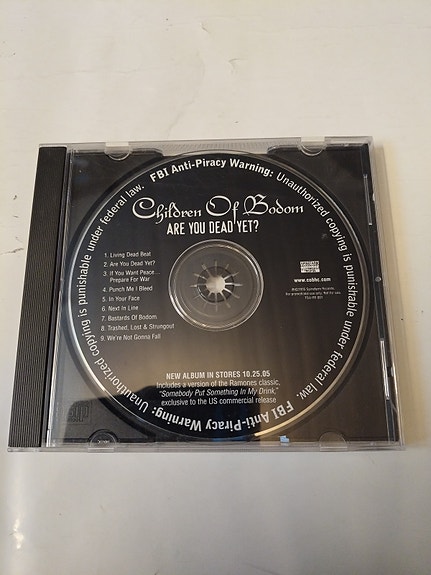 FBI Anti-Piracy Warning: Unauthorized copying is punishable under federal law.
Children Of Bodom
ARE YOU DEAD YET?
1. Living Dead Beat
2. Are You Dead Yet?
3. If You Want Peace...
Prepare For War
4. Punch Me I Bleed
5. In Your Face
6. Next In Line
7. Bastards Of Bodom
8. Trashed, Lost & Strungout
9. We're Not Gonna Fall
www.cobhc.com
NEW ALBUM IN STORES 10.25.05
Includes a version of the Ramones classic,
"Somebody Put Something In My Drink,"
exclusive to the US commercial release
FBI Anti-Piracy Warning: Unauthorized copying is punishable under federal law.